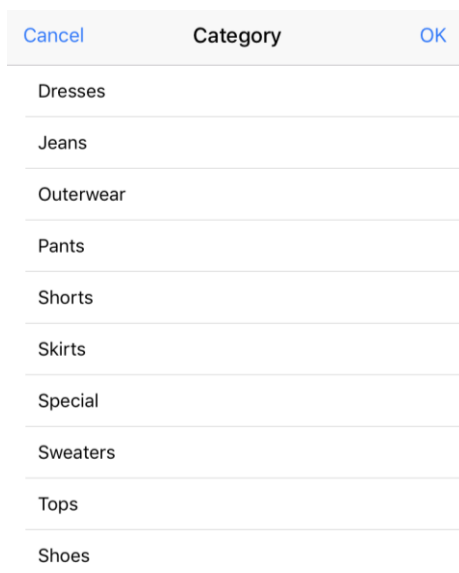 Cancel Category OK
Dresses
Jeans
Outerwear
Pants
Shorts
Skirts
Special
Sweaters
Tops
Shoes